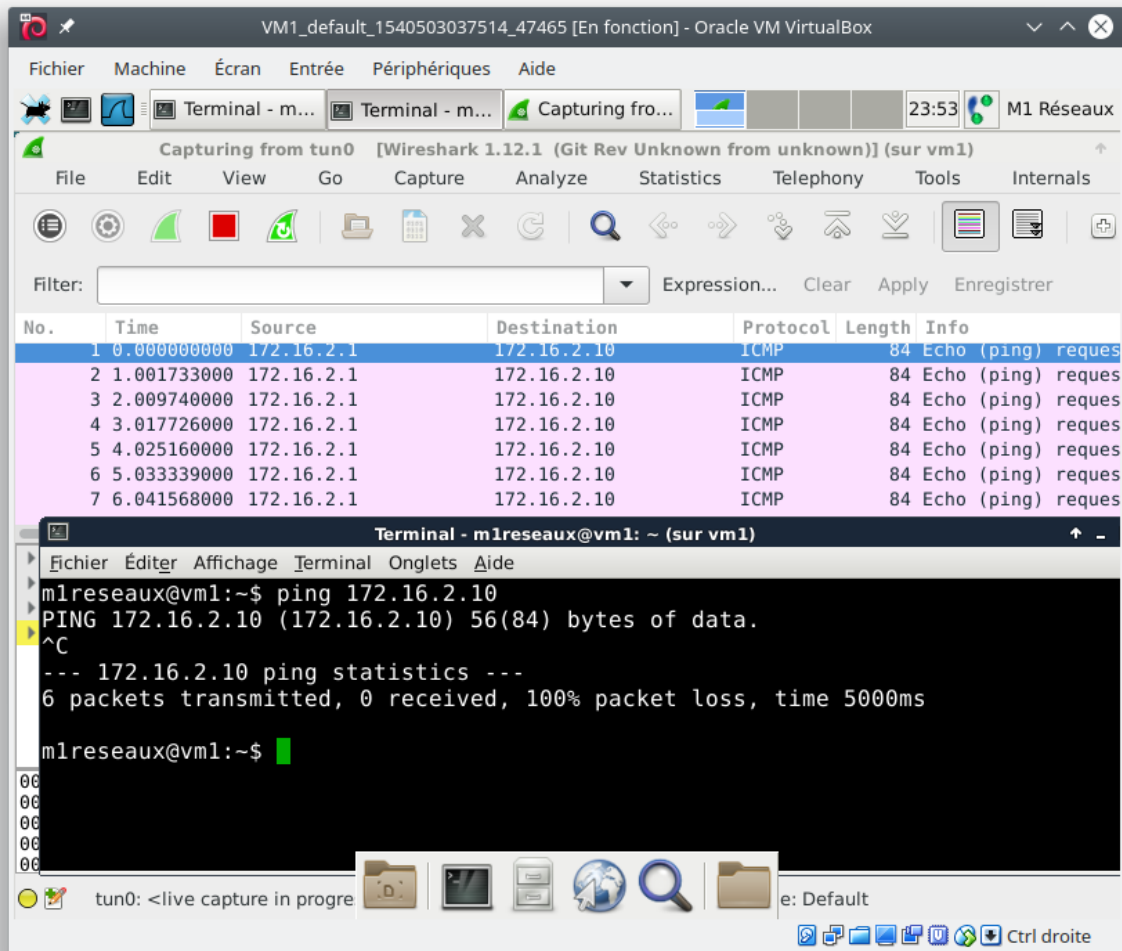 VM1_default_1540503037514_47465 [En fonction] - Oracle VM VirtualBox
Fichier Machine Écran Entrée Périphériques Aide
Terminal - m... Terminal - m... Capturing fro... 23:53 M1 Réseaux
Capturing from tun0 [Wireshark 1.12.1 (Git Rev Unknown from unknown)] (sur vm1)
File Edit View Go Capture Analyze Statistics Telephony Tools Internals
Filter: Expression... Clear Apply Enregistrer
No. Time Source Destination Protocol Length Info
1 0.000000000 172.16.2.1 172.16.2.10 ICMP 84 Echo (ping) reques
2 1.001733000 172.16.2.1 172.16.2.10 ICMP 84 Echo (ping) reques
3 2.009740000 172.16.2.1 172.16.2.10 ICMP 84 Echo (ping) reques
4 3.017726000 172.16.2.1 172.16.2.10 ICMP 84 Echo (ping) reques
5 4.025160000 172.16.2.1 172.16.2.10 ICMP 84 Echo (ping) reques
6 5.033339000 172.16.2.1 172.16.2.10 ICMP 84 Echo (ping) reques
7 6.041568000 172.16.2.1 172.16.2.10 ICMP 84 Echo (ping) reques
Terminal - m1reseaux@vm1: ~ (sur vm1)
Fichier Éditer Affichage Terminal Onglets Aide
m1reseaux@vm1:~$ ping 172.16.2.10
PING 172.16.2.10 (172.16.2.10) 56(84) bytes of data.
^C
--- 172.16.2.10 ping statistics ---
6 packets transmitted, 0 received, 100% packet loss, time 5000ms
m1reseaux@vm1:~$
00
00
00
00
00
tun0: <live capture in progre e: Default
Ctrl droite